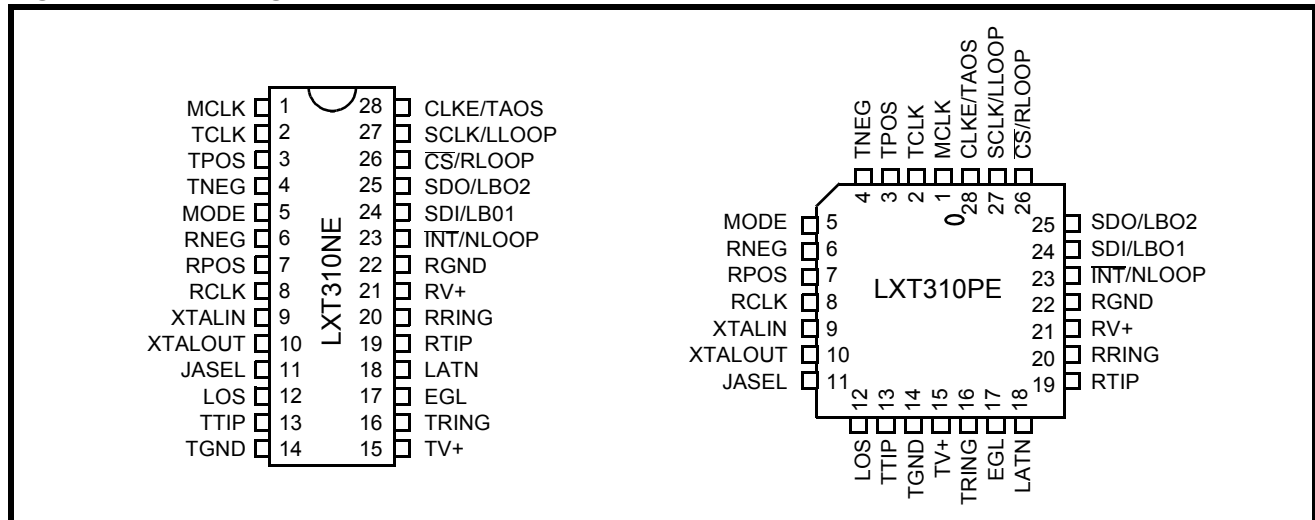 MCLK 1 28 CLKE/TAOS
TCLK 2 27 SCLK/LLOOP
TPOS 3 26 CS/RLOOP
TNEG 4 25 SDO/LBO2
MODE 5 24 SDI/LB01
RNEG 6 23 INT/NLOOP
RPOS 7 22 RGND
RCLK 8 21 RV+
XTALIN 9 20 RRING
XTALOUT 10 19 RTIP
JASEL 11 18 LATN
LOS 12 17 EGL
TTIP 13 16 TRING
TGND 14 15 TV+
LXT310NE
TNEG TPOS TCLK MCLK CLKE/TAOS SCLK/LLOOP CS/RLOOP
4 3 2 1 28 27 26
MODE 5 25 SDO/LBO2
RNEG 6 24 SDI/LBO1
RPOS 7 23 INT/NLOOP
RCLK 8 22 RGND
XTALIN 9 21 RV+
XTALOUT 10 20 RRING
JASEL 11 19 RTIP
LXT310PE
12 13 14 15 16 17 18
LOS TTIP TGND TV+ TRING EGL LATN